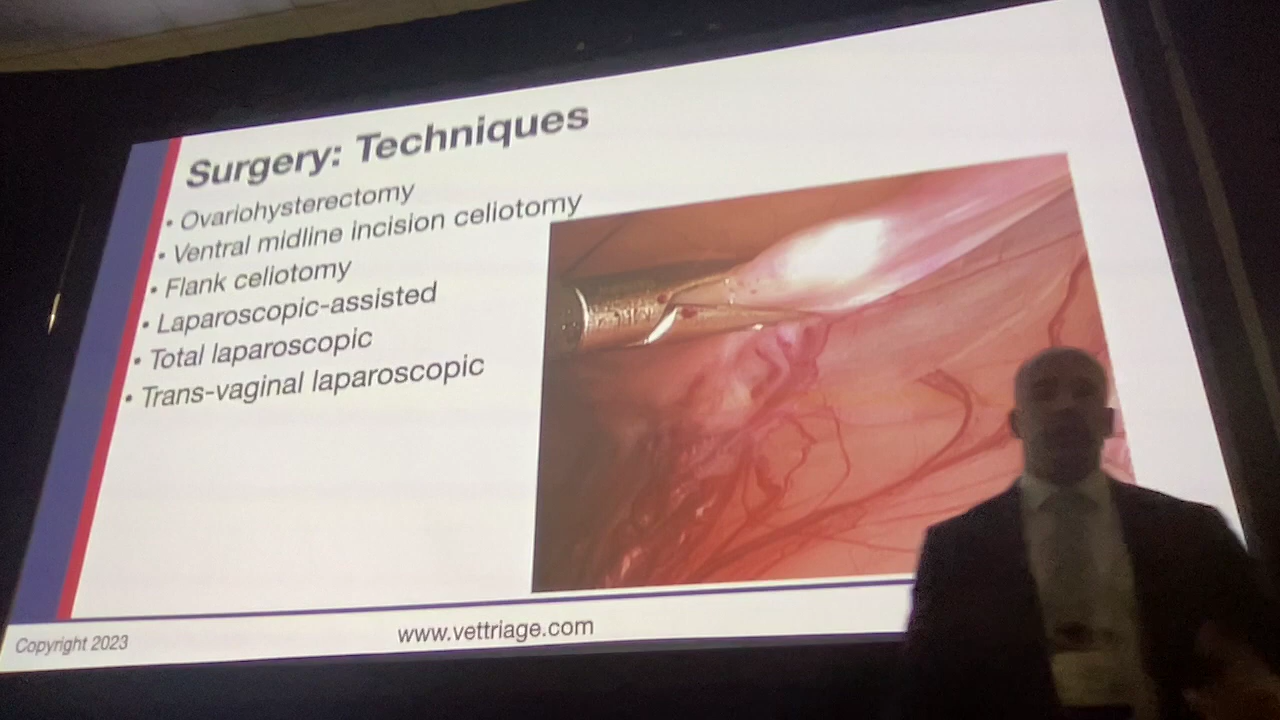 Surgery: Techniques
• Ovariohysterectomy
• Ventral midline incision celiotomy
• Flank celiotomy
• Laparoscopic-assisted
• Total laparoscopic
• Trans-vaginal laparoscopic
Copyright 2023
www.vettriage.com